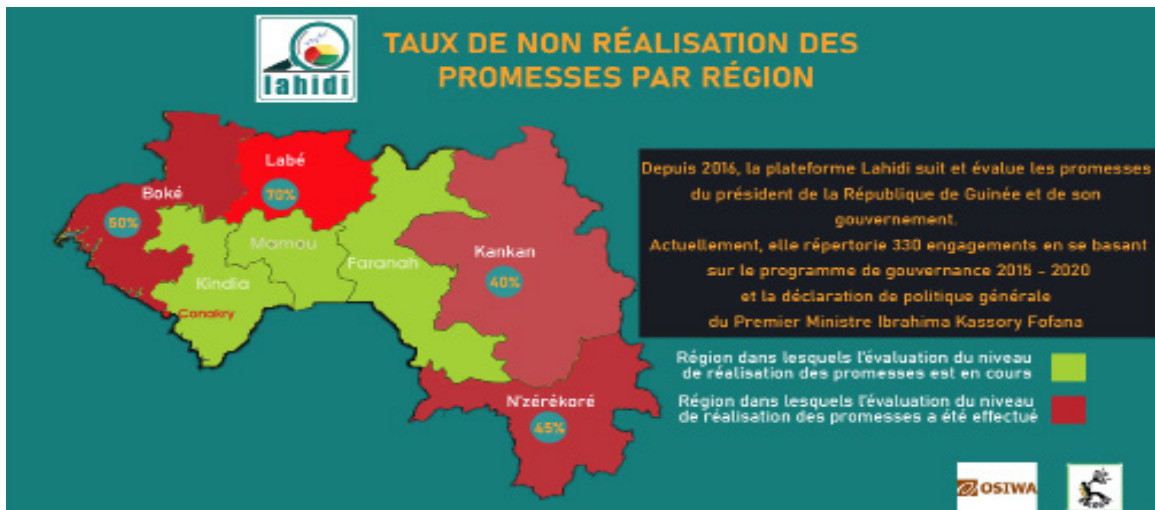 lahidi
TAUX DE NON RÉALISATION DES
PROMESSES PAR RÉGION
Labé
70%
Boké
50%
Mamou
Faranah
Kankan
40%
Kindia
Conakry
N'zérékoré
45%
Depuis 2016, la plateforme Lahidi suit et évalue les promesses
du président de la République de Guinée et de son
gouvernement.
Actuellement, elle répertorie 330 engagements en se basant
sur le programme de gouvernance 2015 - 2020
et la déclaration de politique générale
du Premier Ministre Ibrahima Kassory Fofana
Région dans lesquels l'évaluation du niveau
de réalisation des promesses est en cours
Région dans lesquels l'évaluation du niveau
de réalisation des promesses a été effectué
OSIWA